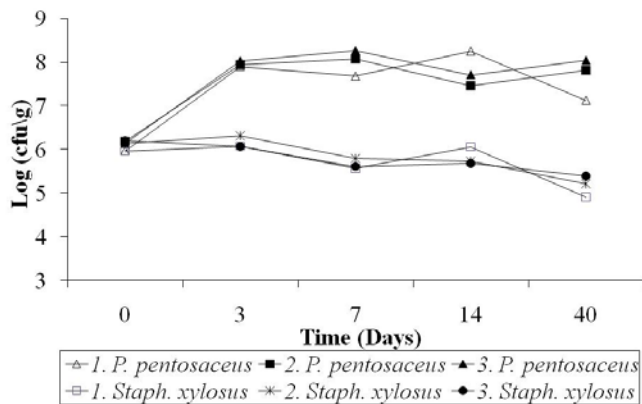 9
8
7
6
5
4
3
Log (cfu\g)
0 3 7 14 40
Time (Days)
1. P. pentosaceus 2. P. pentosaceus 3. P. pentosaceus
1. Staph. xylosus 2. Staph. xylosus 3. Staph. xylosus